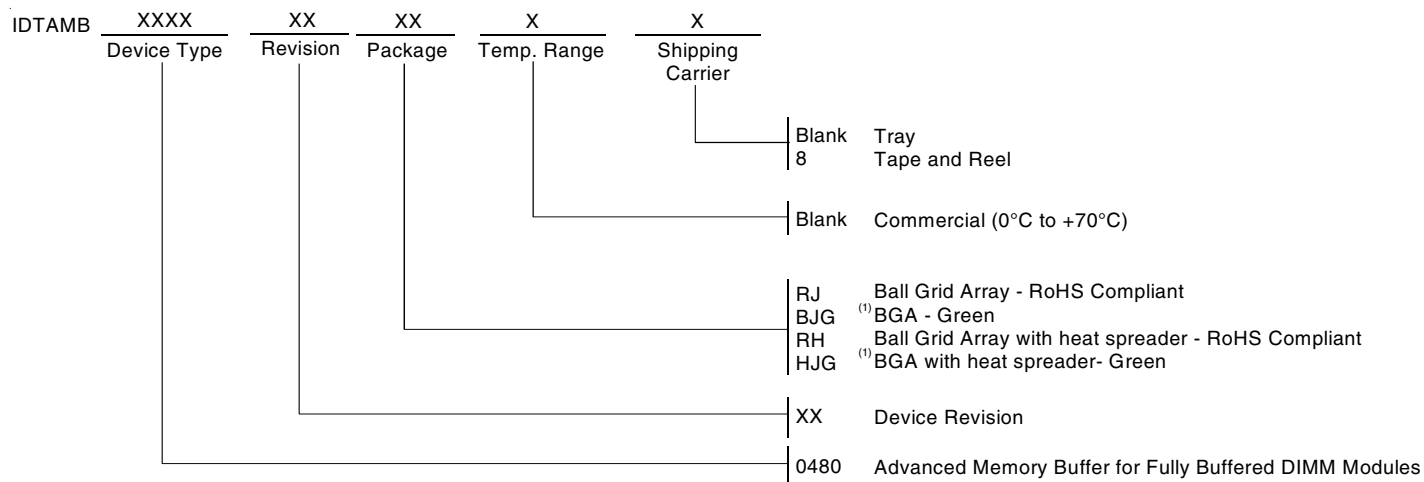 IDTAMB XXXX XX XX X X
Device Type Revision Package Temp. Range Shipping
Carrier
Blank Tray
8 Tape and Reel
Blank Commercial (0°C to +70°C)
RJ Ball Grid Array - RoHS Compliant
BJG (1) BGA - Green
RH Ball Grid Array with heat spreader - RoHS Compliant
HJG (1) BGA with heat spreader- Green
XX Device Revision
0480 Advanced Memory Buffer for Fully Buffered DIMM Modules